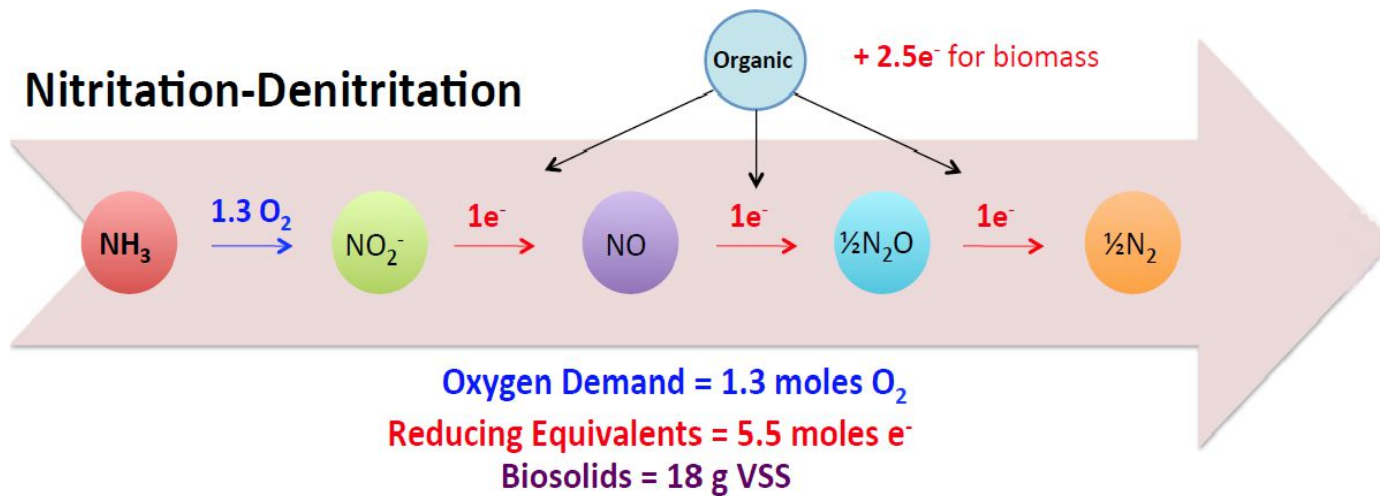 Organic
+ 2.5e⁻ for biomass
Nitritation-Denitritation
NH₃
1.3 O₂
NO₂⁻
1e⁻
NO
1e⁻
½N₂O
1e⁻
½N₂
Oxygen Demand = 1.3 moles O₂
Reducing Equivalents = 5.5 moles e⁻
Biosolids = 18 g VSS